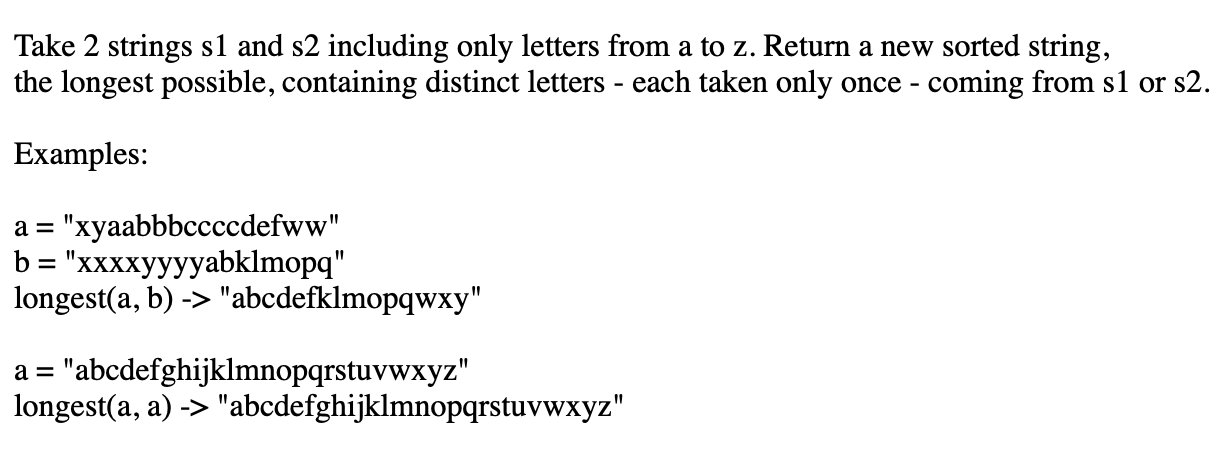 Take 2 strings s1 and s2 including only letters from a to z. Return a new sorted string,
the longest possible, containing distinct letters - each taken only once - coming from s1 or s2.
Examples:
a = "xyaabbbccccdefww"
b = "xxxxyyyyabklmopq"
longest(a, b) -> "abcdefklmopqwxy"
a = "abcdefghijklmnopqrstuvwxyz"
longest(a, a) -> "abcdefghijklmnopqrstuvwxyz"